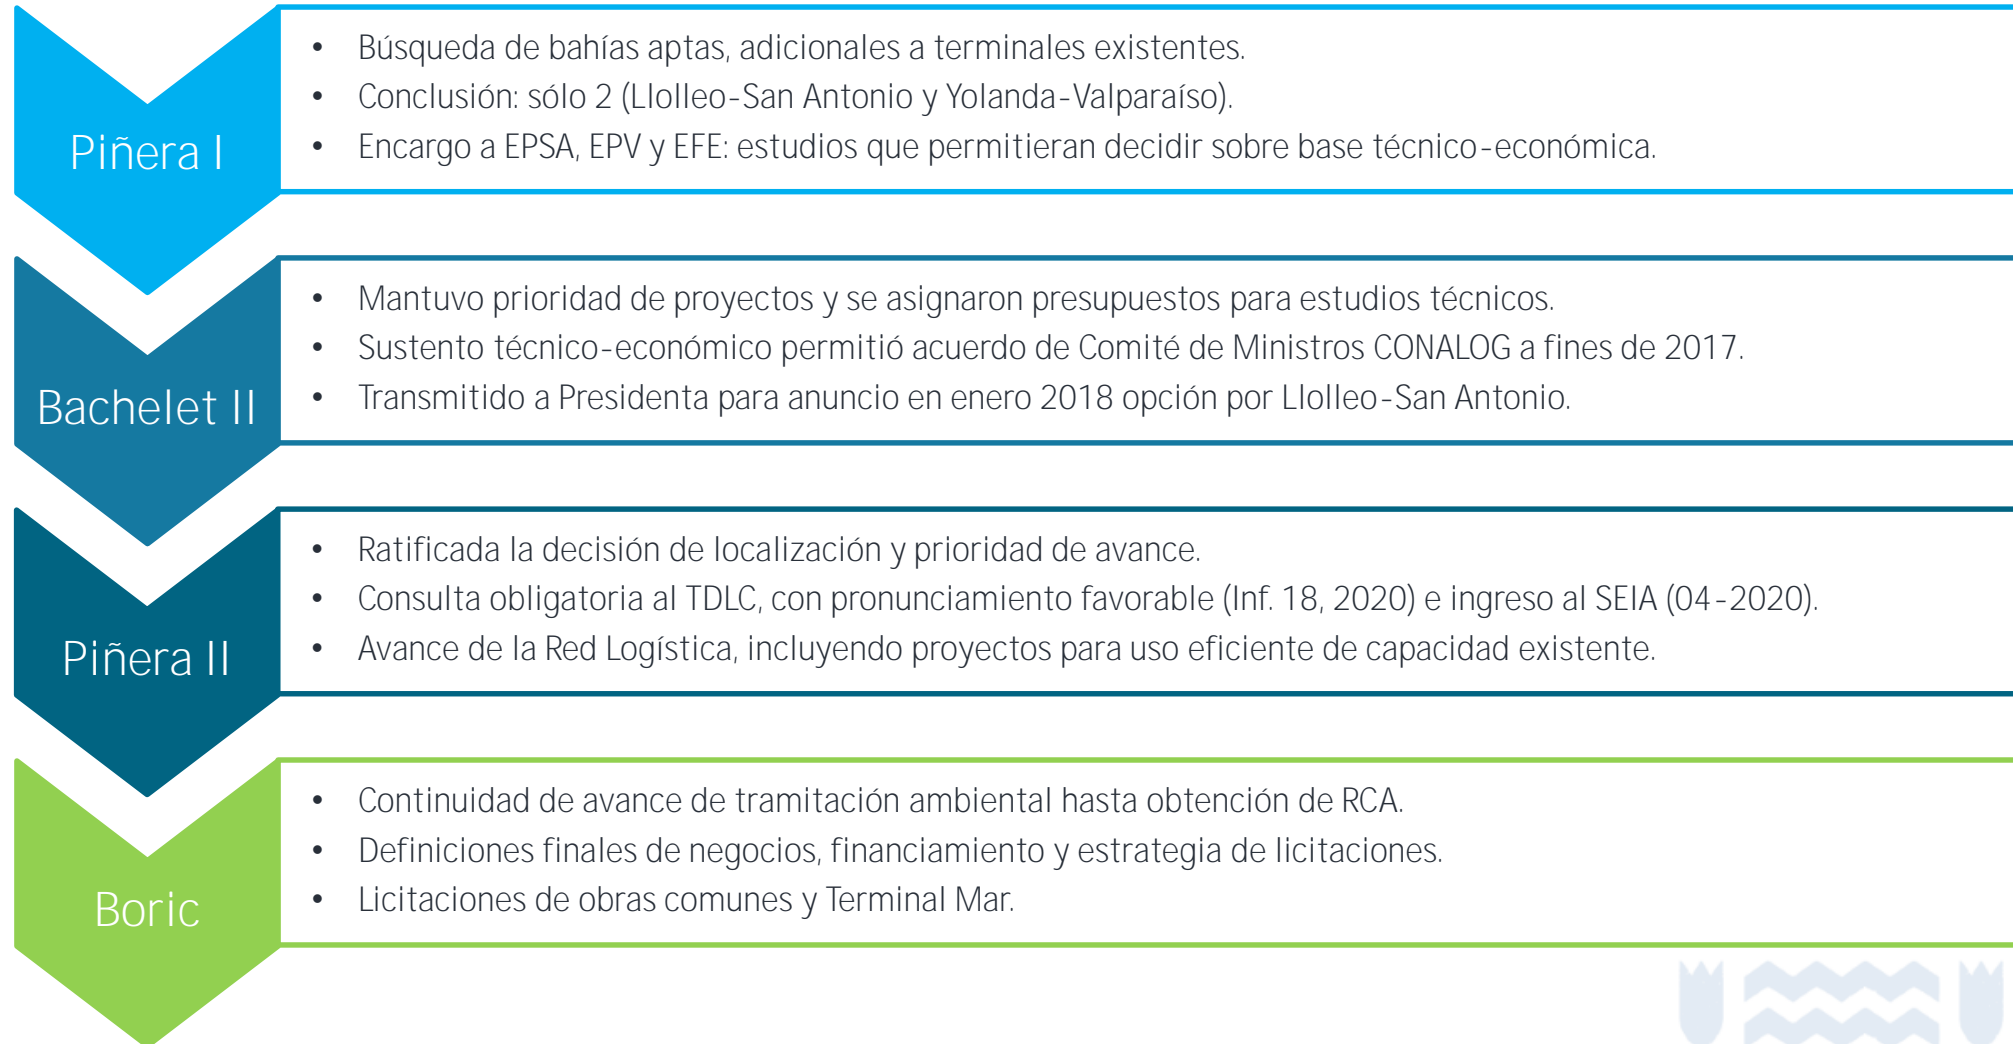 Piñera I
• Búsqueda de bahías aptas, adicionales a terminales existentes.
• Conclusión: sólo 2 (Llolleo-San Antonio y Yolanda-Valparaíso).
• Encargo a EPSA, EPV y EFE: estudios que permitieran decidir sobre base técnico-económica.
Bachelet II
• Mantuvo prioridad de proyectos y se asignaron presupuestos para estudios técnicos.
• Sustento técnico-económico permitió acuerdo de Comité de Ministros CONALOG a fines de 2017.
• Transmitido a Presidenta para anuncio en enero 2018 opción por Llolleo-San Antonio.
Piñera II
• Ratificada la decisión de localización y prioridad de avance.
• Consulta obligatoria al TDLC, con pronunciamiento favorable (Inf. 18, 2020) e ingreso al SEIA (04-2020).
• Avance de la Red Logística, incluyendo proyectos para uso eficiente de capacidad existente.
Boric
• Continuidad de avance de tramitación ambiental hasta obtención de RCA.
• Definiciones finales de negocios, financiamiento y estrategia de licitaciones.
• Licitaciones de obras comunes y Terminal Mar.